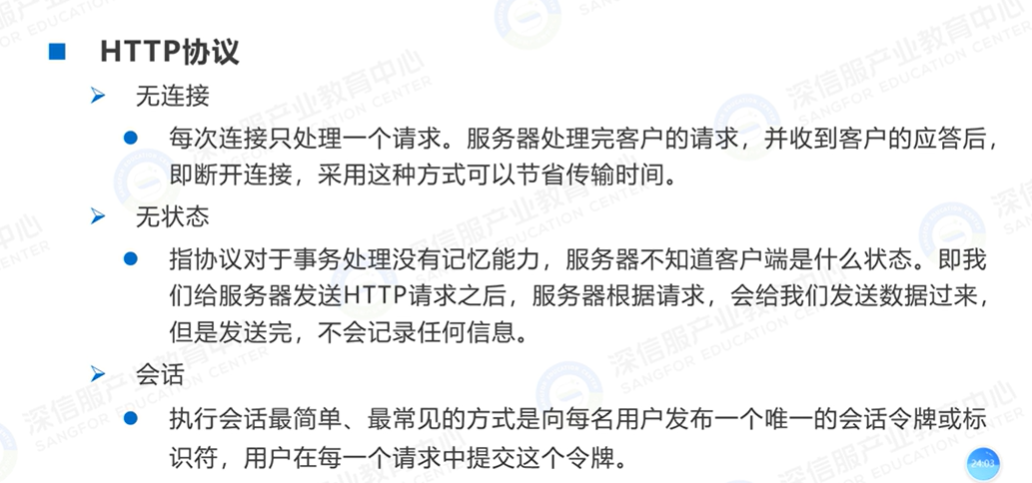 HTTP协议
无连接
每次连接只处理一个请求。服务器处理完客户的请求，并收到客户的应答后，
即断开连接，采用这种方式可以节省传输时间。
无状态
指协议对于事务处理没有记忆能力，服务器不知道客户端是什么状态。即我
们给服务器发送HTTP请求之后，服务器根据请求，会给我们发送数据过来，
但是发送完，不会记录任何信息。
会话
执行会话最简单、最常见的方式是向每名用户发布一个唯一的会话令牌或标
识符，用户在每一个请求中提交这个令牌。
24:03
深信服产业教育中心
SANGFOR EDUCATION CENTER